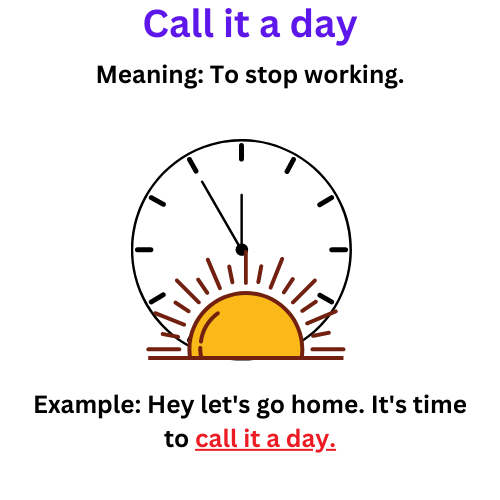 Call it a day
Meaning: To stop working.
Example: Hey let's go home. It's time
to call it a day.